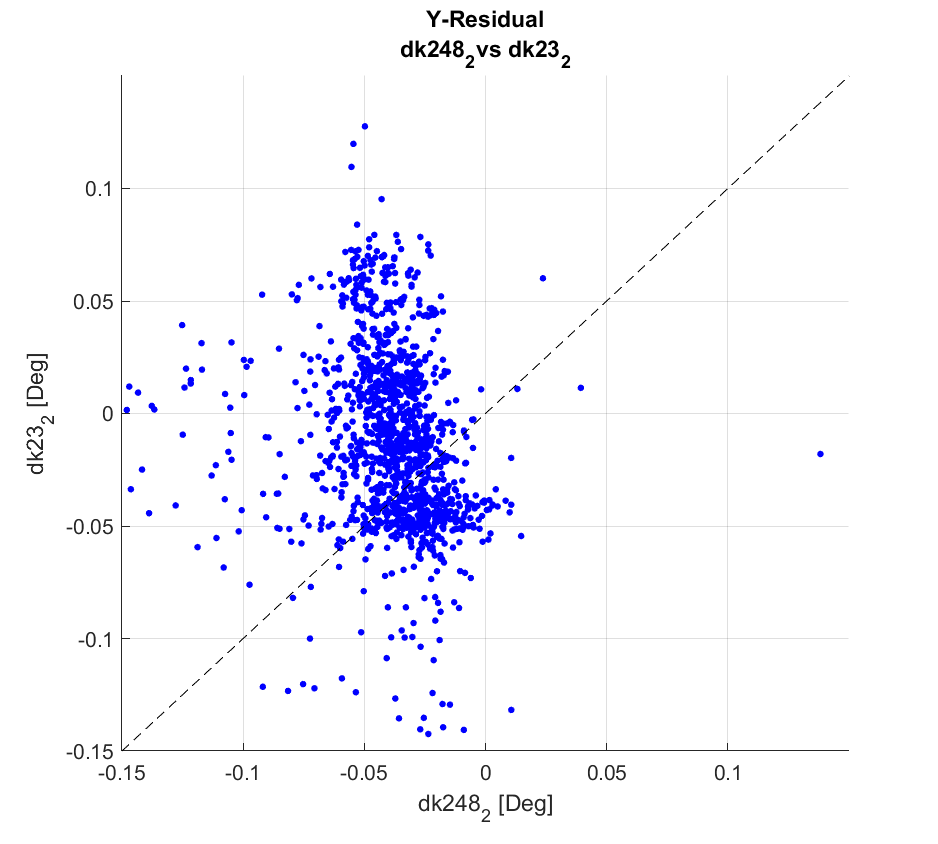 Y-Residual
dk248₂vs dk23₂
0.1
0.05
0
-0.05
-0.1
-0.15
dk23₂ [Deg]
-0.15 -0.1 -0.05 0 0.05 0.1
dk248₂ [Deg]